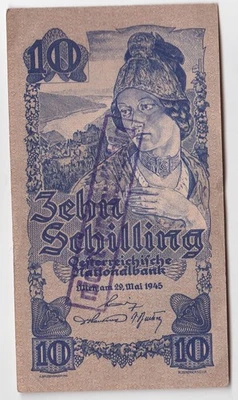 10
Zehn
Schilling
Oesterreichische
Nationalbank
Wien am 29. Mai 1945
10 10